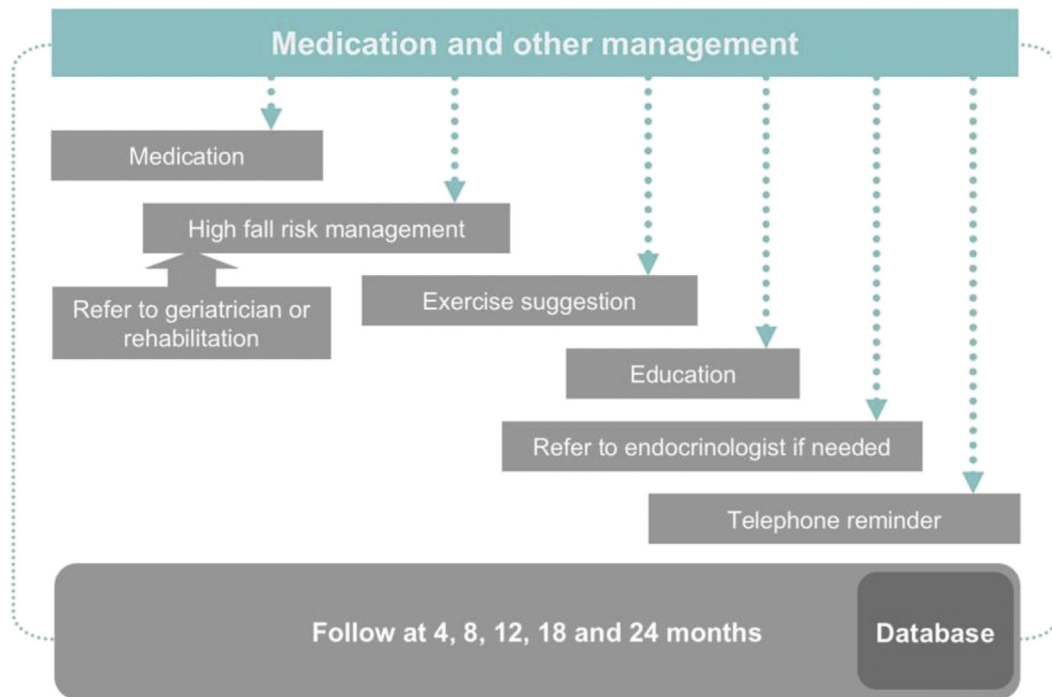 Medication and other management
Medication
High fall risk management
Refer to geriatrician or
rehabilitation
Exercise suggestion
Education
Refer to endocrinologist if needed
Telephone reminder
Follow at 4, 8, 12, 18 and 24 months
Database